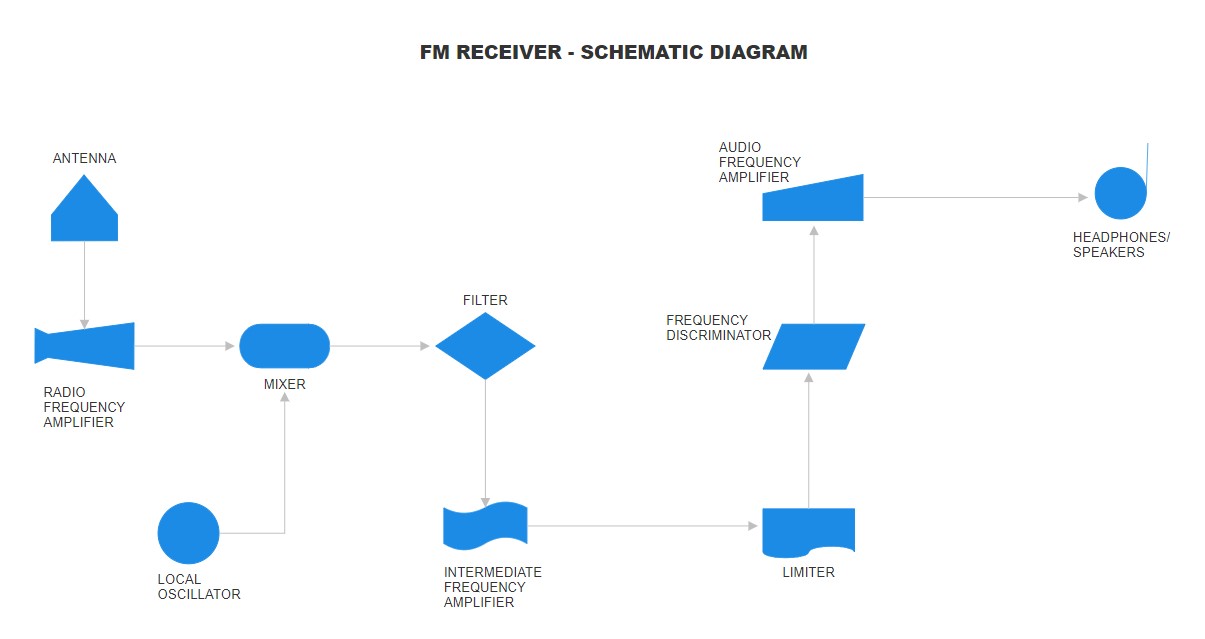 FM RECEIVER - SCHEMATIC DIAGRAM
ANTENNA
RADIO
FREQUENCY
AMPLIFIER
MIXER
LOCAL
OSCILLATOR
FILTER
INTERMEDIATE
FREQUENCY
AMPLIFIER
LIMITER
FREQUENCY
DISCRIMINATOR
AUDIO
FREQUENCY
AMPLIFIER
HEADPHONES/
SPEAKERS